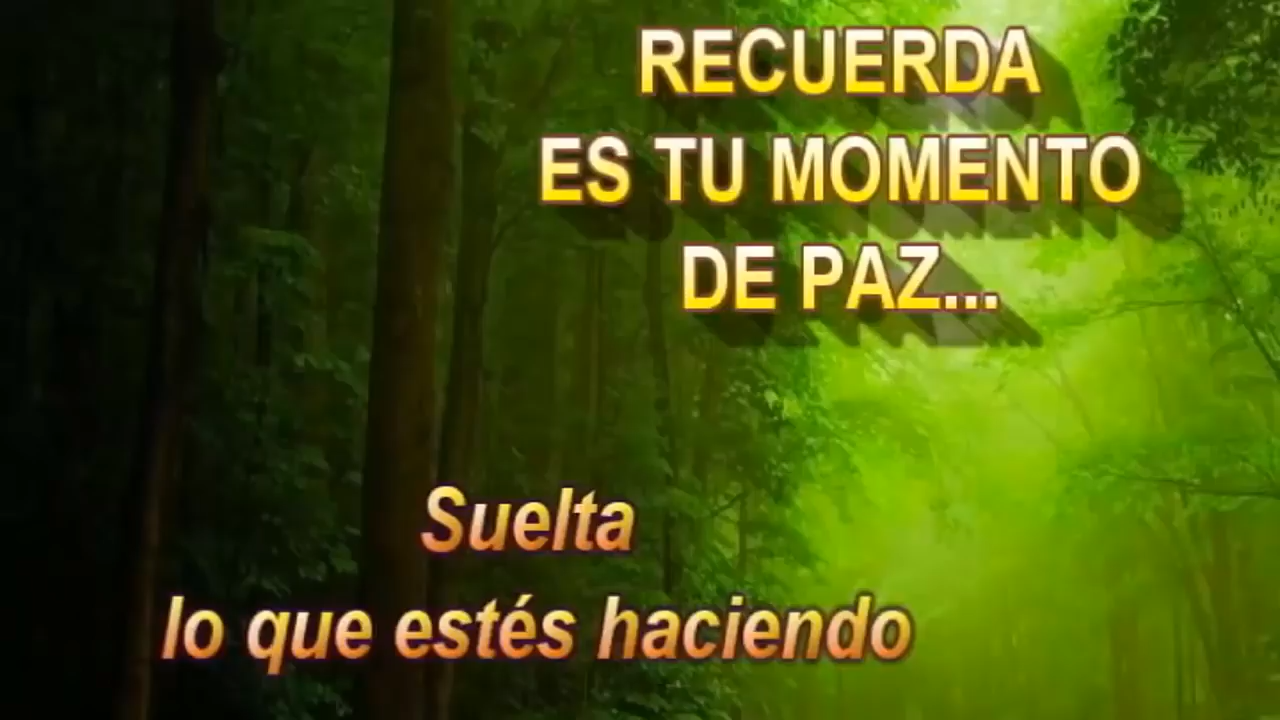 RECUERDA
ES TU MOMENTO
DE PAZ...
Suelta
lo que estés haciendo